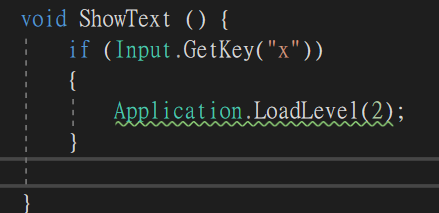 void ShowText () {
if (Input.GetKey("x"))
{
Application.LoadLevel(2);
}
}